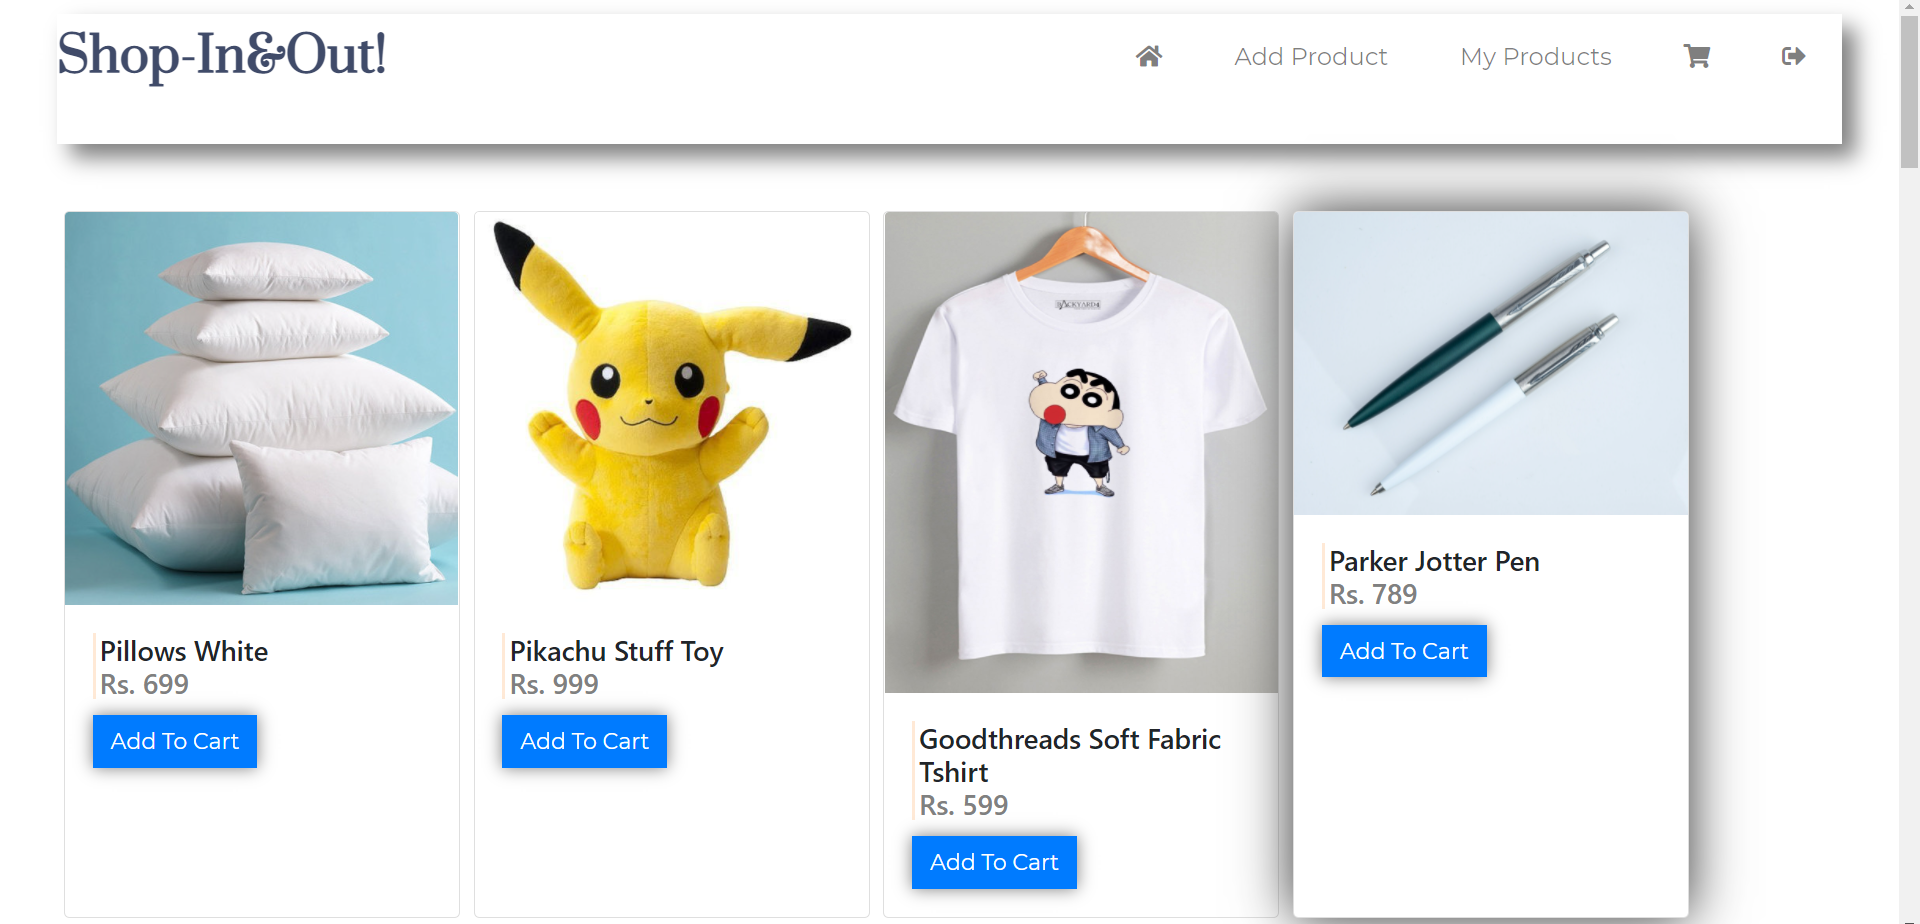 Shop-In&Out!
Add Product
My Products
Pillows White
Rs. 699
Add To Cart
Pikachu Stuff Toy
Rs. 999
Add To Cart
Goodthreads Soft Fabric
Tshirt
Rs. 599
Add To Cart
Parker Jotter Pen
Rs. 789
Add To Cart